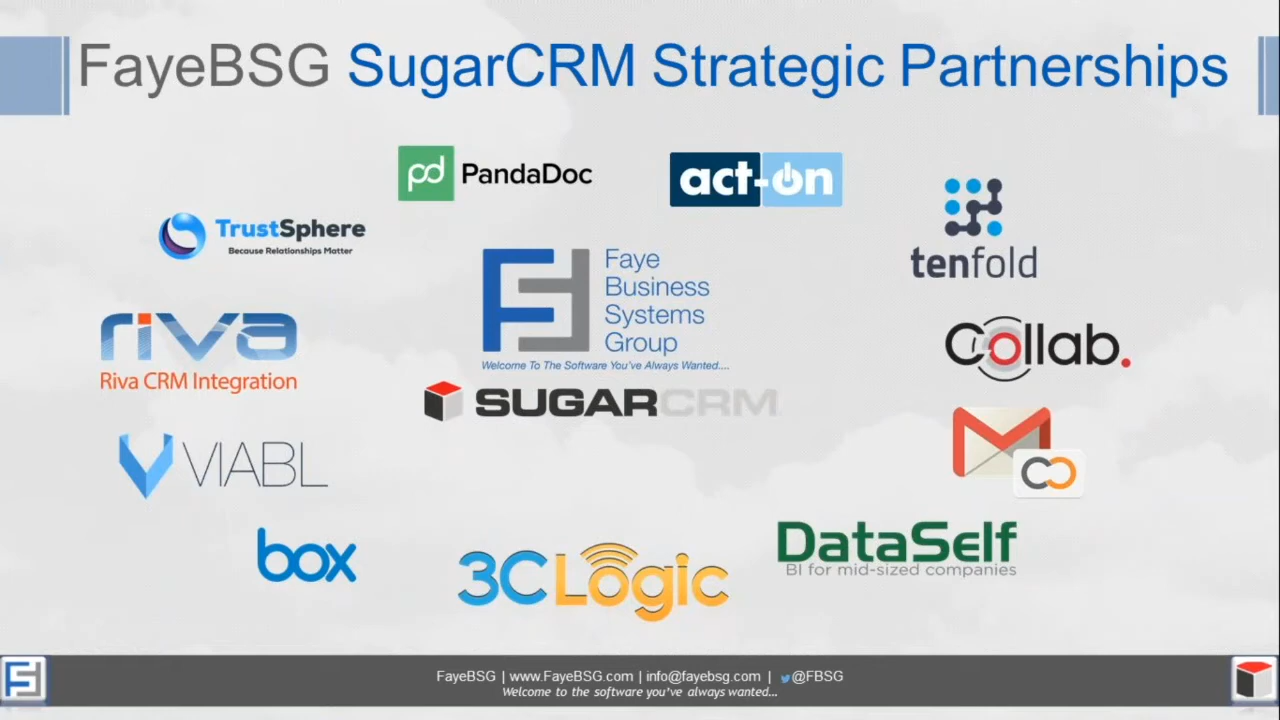 FayeBSG SugarCRM Strategic Partnerships
pd PandaDoc
act-on
TrustSphere
Because Relationships Matter
Faye
Business
Systems
Group
Welcome To The Software You've Always Wanted....
tenfold
riva
Riva CRM Integration
Collab.
SUGARCRM
VIABL
box
3CLogic
DataSelf
BI for mid-sized companies
FayeBSG | www.FayeBSG.com | info@fayebsg.com | @FBSG
Welcome to the software you've always wanted...